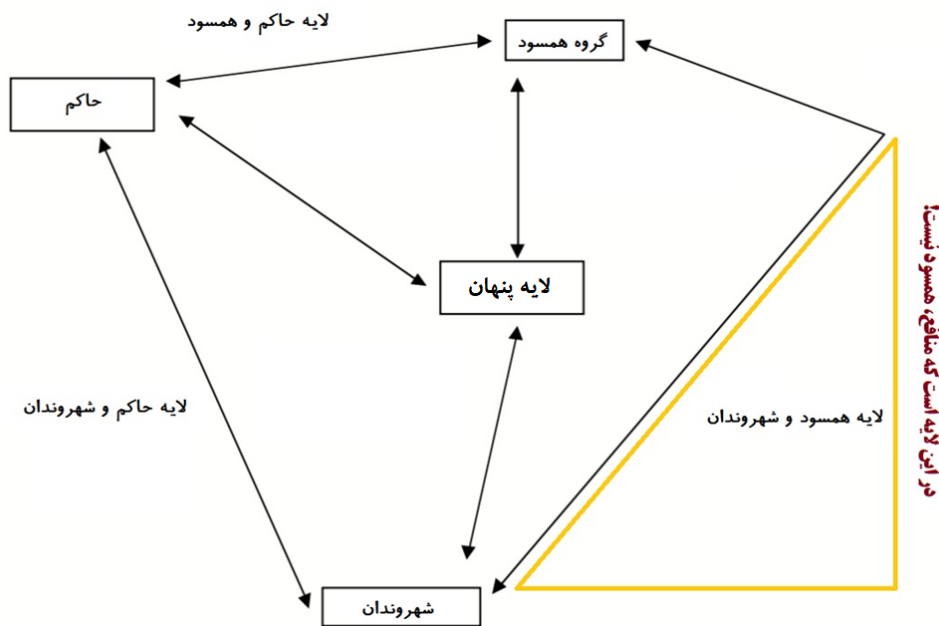 لایه حاکم و همسود
گروه همسود
حاکم
لایه پنهان
در این لایه است که منافع، همسود نیست!
لایه حاکم و شهروندان
لایه همسود و شهروندان
شهروندان